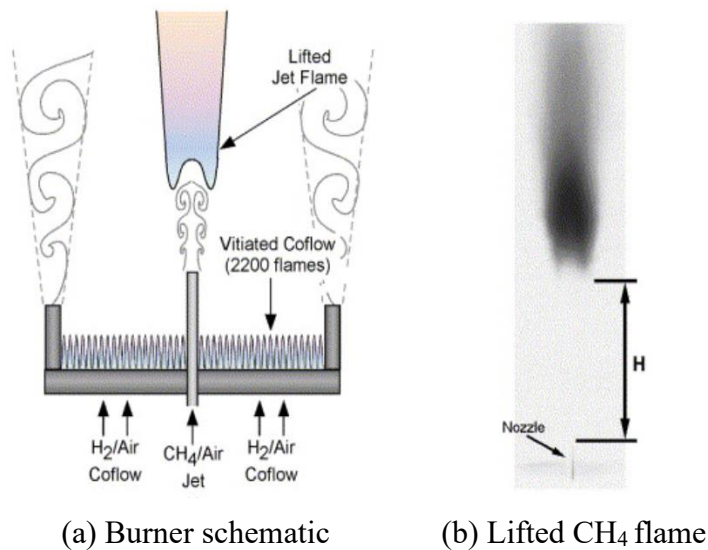 Lifted
Jet Flame
Vitiated Coflow
(2200 flames)
H2/Air
Coflow
CH4/Air
Jet
H2/Air
Coflow
H
Nozzle
(a) Burner schematic
(b) Lifted CH4 flame